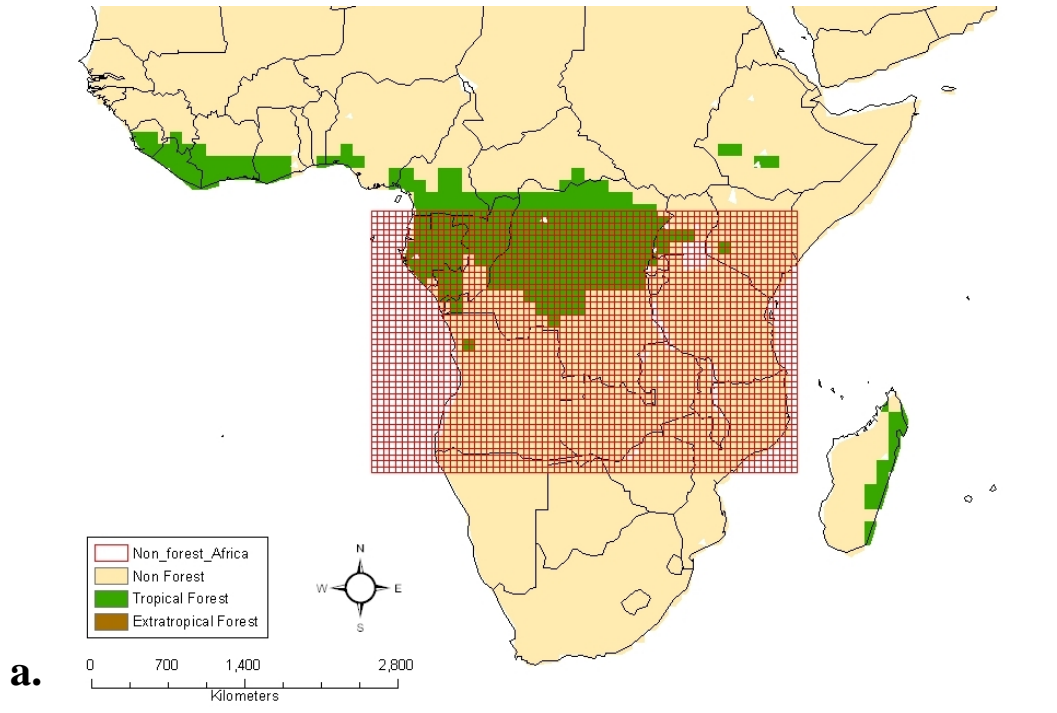 Non_forest_Africa
Non Forest
Tropical Forest
Extratropical Forest
N
W E
S
a.
0 700 1,400 2,800
Kilometers